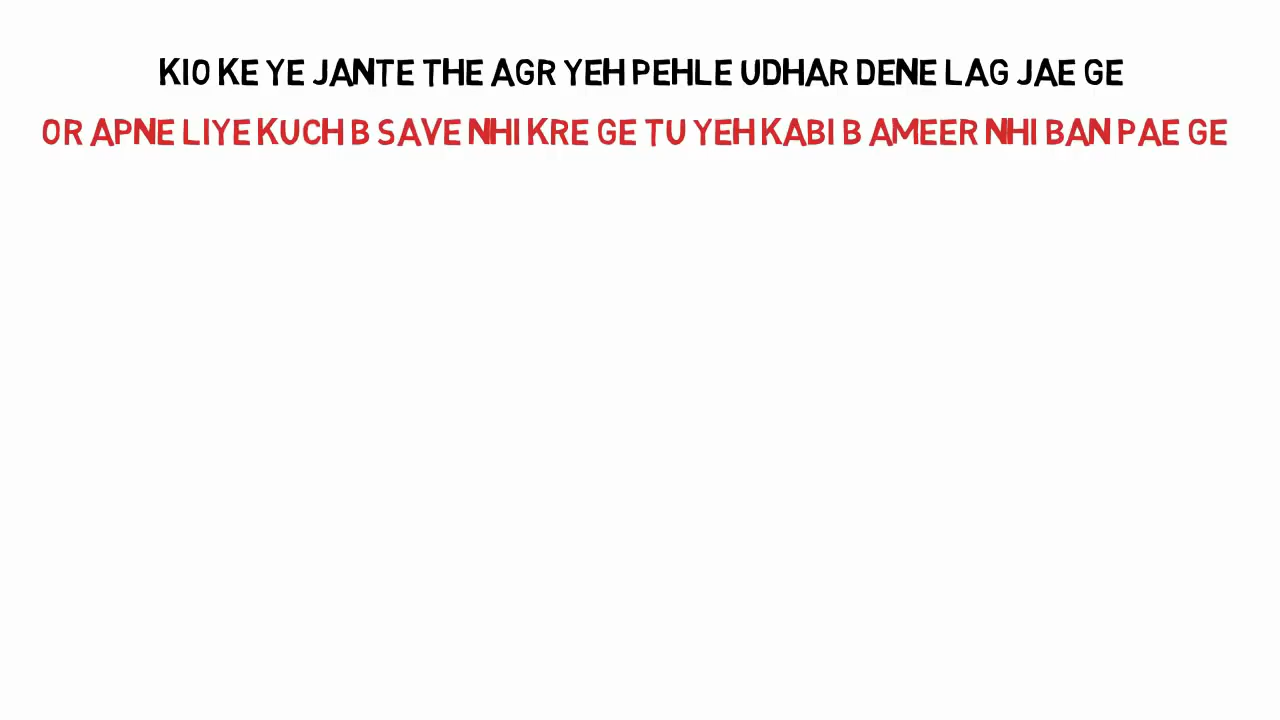 KIO KE YE JANTE THE AGR YEH PEHLE UDHAR DENE LAG JAE GE
OR APNE LIYE KUCH B SAVE NHI KRE GE TU YEH KABI B AMEER NHI BAN PAE GE